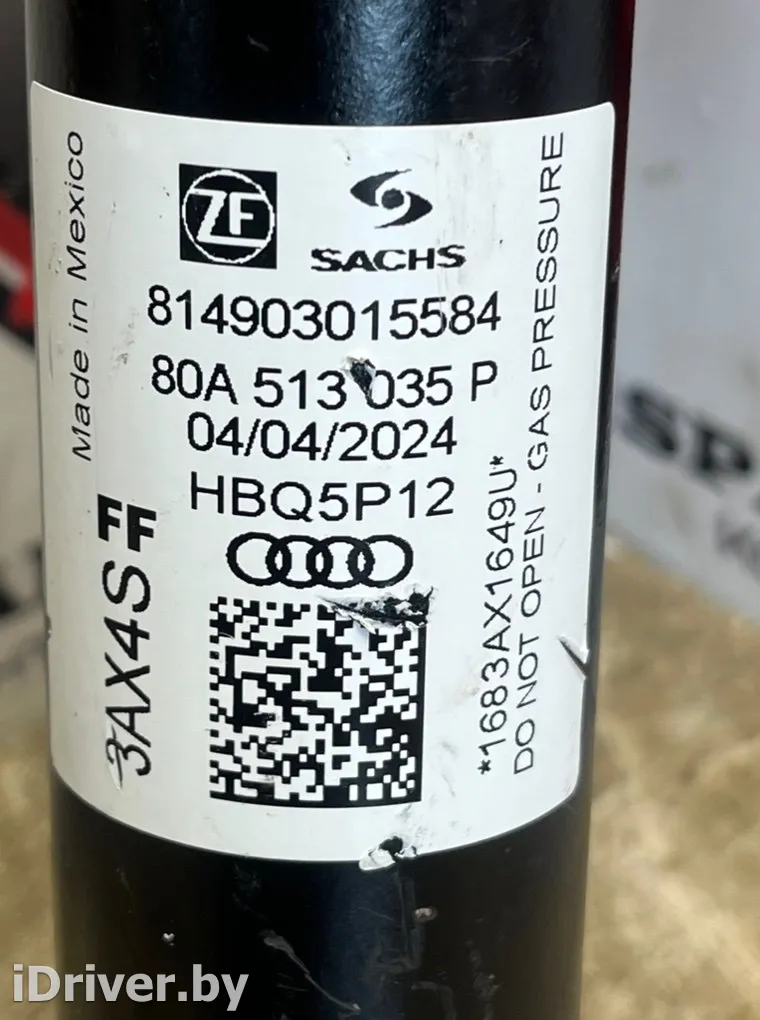 Made in Mexico
ZF
SACHS
814903015584
80A 513 035 P
04/04/2024
HBQ5P12
FF
3AX4S
*1683AX1649U*
DO NOT OPEN - GAS PRESSURE
SP
iDriver.by